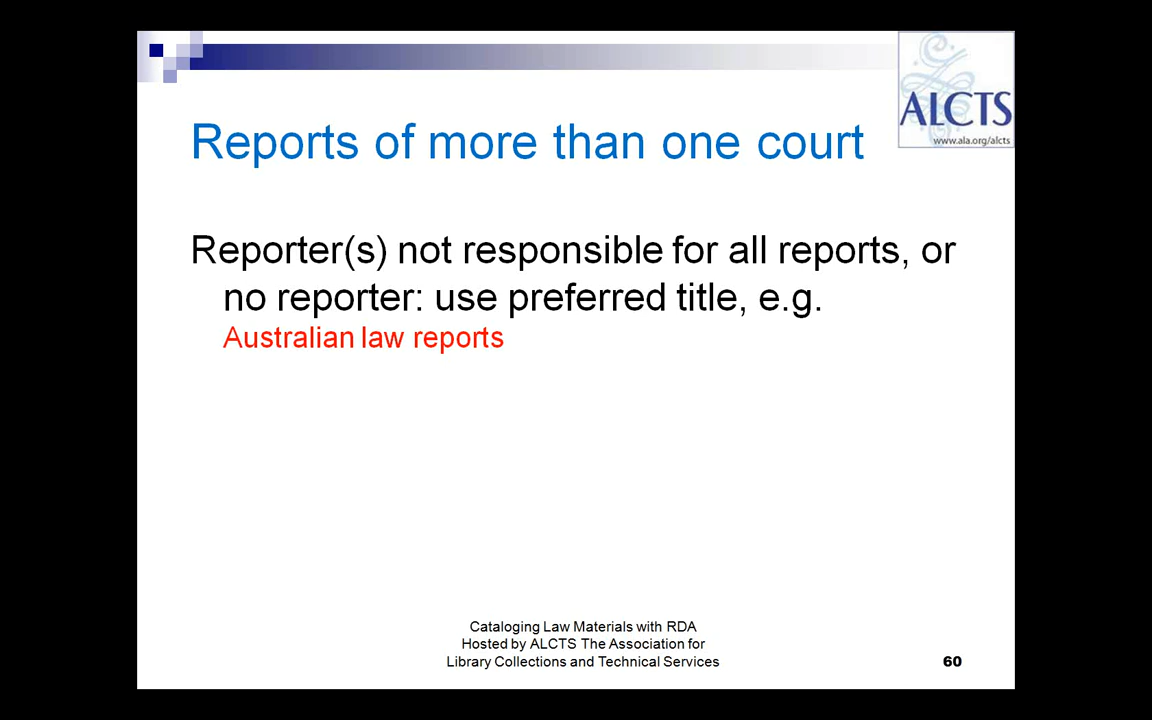 ALCTS
www.ala.org/alcts
Reports of more than one court
Reporter(s) not responsible for all reports, or
no reporter: use preferred title, e.g.
Australian law reports
Cataloging Law Materials with RDA
Hosted by ALCTS The Association for
Library Collections and Technical Services
60